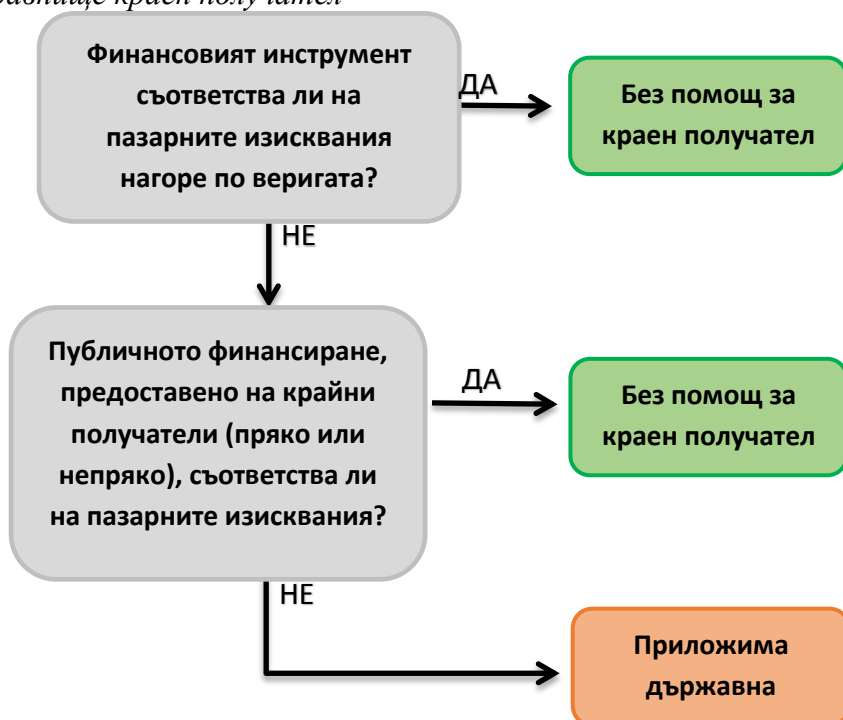 краен получател
Финансовият инструмент
съответства ли на
пазарните изисквания
нагоре по веригата?
ДА
Без помощ за
краен получател
НЕ
Публичното финансиране,
предоставено на крайни
получатели (пряко или
непряко), съответства ли
на пазарните изисквания?
ДА
Без помощ за
краен получател
НЕ
Приложима
държавна